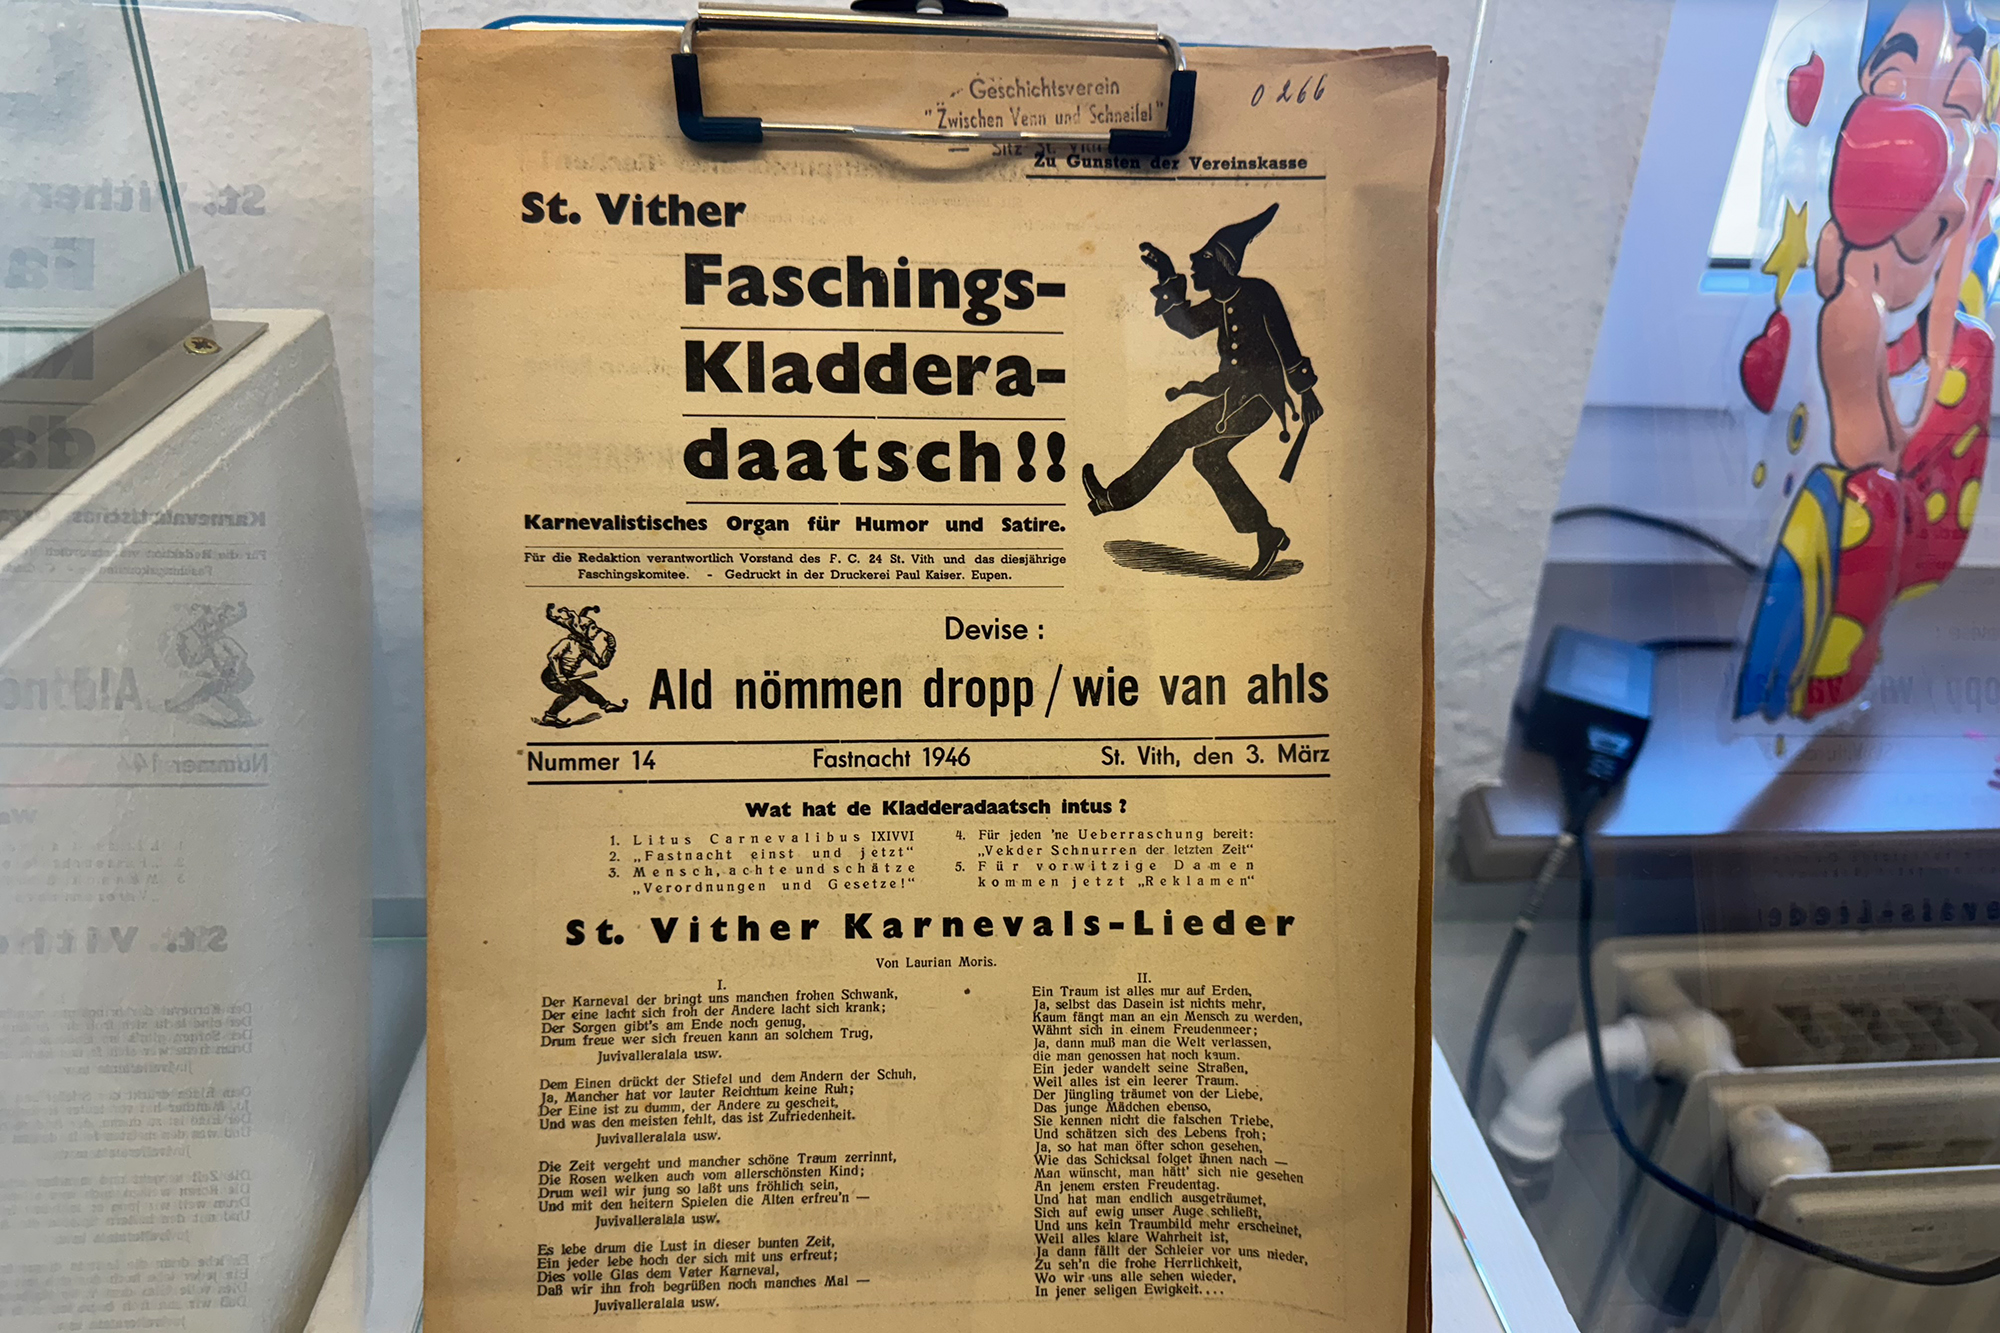 Geschichtsverein
"Zwischen Venn und Schneifel"
— Sitz St. Vith
O 266
Zu Gunsten der Vereinskasse
St. Vither
Faschings-
Kladdera-
daatsch!!
Karnevalistisches Organ für Humor und Satire.
Für die Redaktion verantwortlich Vorstand des F. C. 24 St. Vith und das diesjährige
Faschingskomitee. - Gedruckt in der Druckerei Paul Kaiser. Eupen.
Devise :
Ald nömmen dropp / wie van ahls
Nummer 14 Fastnacht 1946 St. Vith, den 3. März
Wat hat de Kladderadaatsch intus ?
1. Litus Carnevalibus IXIVVI
2. „Fastnacht einst und jetzt"
3. Mensch, achte und schätze
„Verordnungen und Gesetze!"
4. Für jeden 'ne Ueberraschung bereit:
„Vekder Schnurren der letzten Zeit"
5. Für vorwitzige Damen
kommen jetzt „Reklamen"
St. Vither Karnevals-Lieder
Von Laurian Moris.
I.
Der Karneval der bringt uns manchen frohen Schwank,
Der eine lacht sich froh der Andere lacht sich krank;
Der Sorgen gibt's am Ende noch genug,
Drum freue wer sich freuen kann an solchem Trug,
Juvivalleralala usw.
Dem Einen drückt der Stiefel und dem Andern der Schuh,
Ja, Mancher hat vor lauter Reichtum keine Ruh;
Der Eine ist zu dumm, der Andere zu gescheit,
Und was den meisten fehlt, das ist Zufriedenheit.
Juvivalleralala usw.
Die Zeit vergeht und mancher schöne Traum zerrinnt,
Die Rosen welken auch vom allerschönsten Kind;
Drum weil wir jung so laßt uns fröhlich sein,
Und mit den heitern Spielen die Alten erfreu'n —
Juvivalleralala usw.
Es lebe drum die Lust in dieser bunten Zeit,
Ein jeder lebe hoch der sich mit uns erfreut;
Dies volle Glas dem Vater Karneval,
Daß wir ihn froh begrüßen noch manches Mal —
Juvivalleralala usw.
II.
Ein Traum ist alles nur auf Erden,
Ja, selbst das Dasein ist nichts mehr,
Kaum fängt man an ein Mensch zu werden,
Wähnt sich in einem Freudenmeer;
Ja, dann muß man die Welt verlassen,
die man genossen hat noch kaum.
Ein jeder wandelt seine Straßen,
Weil alles ist ein leerer Traum.
Der Jüngling träumet von der Liebe,
Das junge Mädchen ebenso,
Sie kennen nicht die falschen Triebe,
Und schätzen sich des Lebens froh;
Ja, so hat man öfter schon gesehen,
Wie das Schicksal folget ihnen nach —
Man wünscht, man hätt' sich nie gesehen
An jenem ersten Freudentag.
Und hat man endlich ausgeträumet,
Sich auf ewig unser Auge schließt,
Und uns kein Traumbild mehr erscheinet,
Weil alles klare Wahrheit ist,
Ja dann fällt der Schleier vor uns nieder,
Zu seh'n die frohe Herrlichkeit,
Wo wir uns alle sehen wieder,
In jener seligen Ewigkeit....